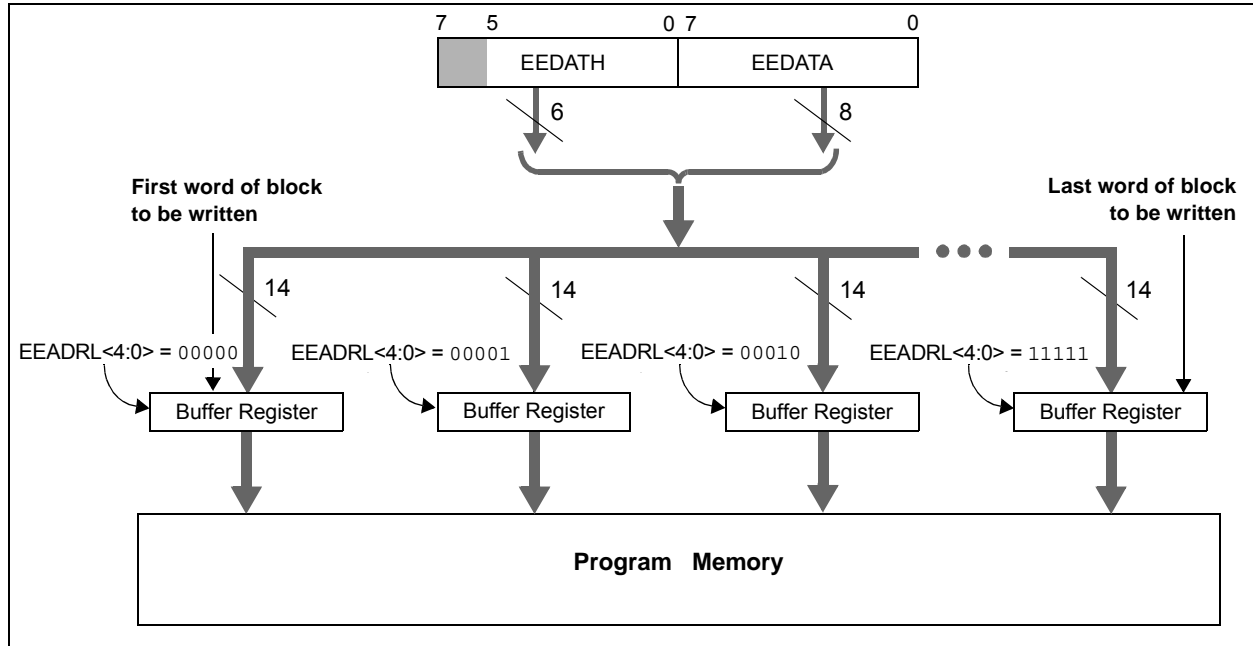 7 5 0 7 0
EEDATH EEDATA
6 8
First word of block
to be written
Last word of block
to be written
14 14 14 14
EEADRL<4:0> = 00000 EEADRL<4:0> = 00001 EEADRL<4:0> = 00010 EEADRL<4:0> = 11111
Buffer Register Buffer Register Buffer Register Buffer Register
Program Memory